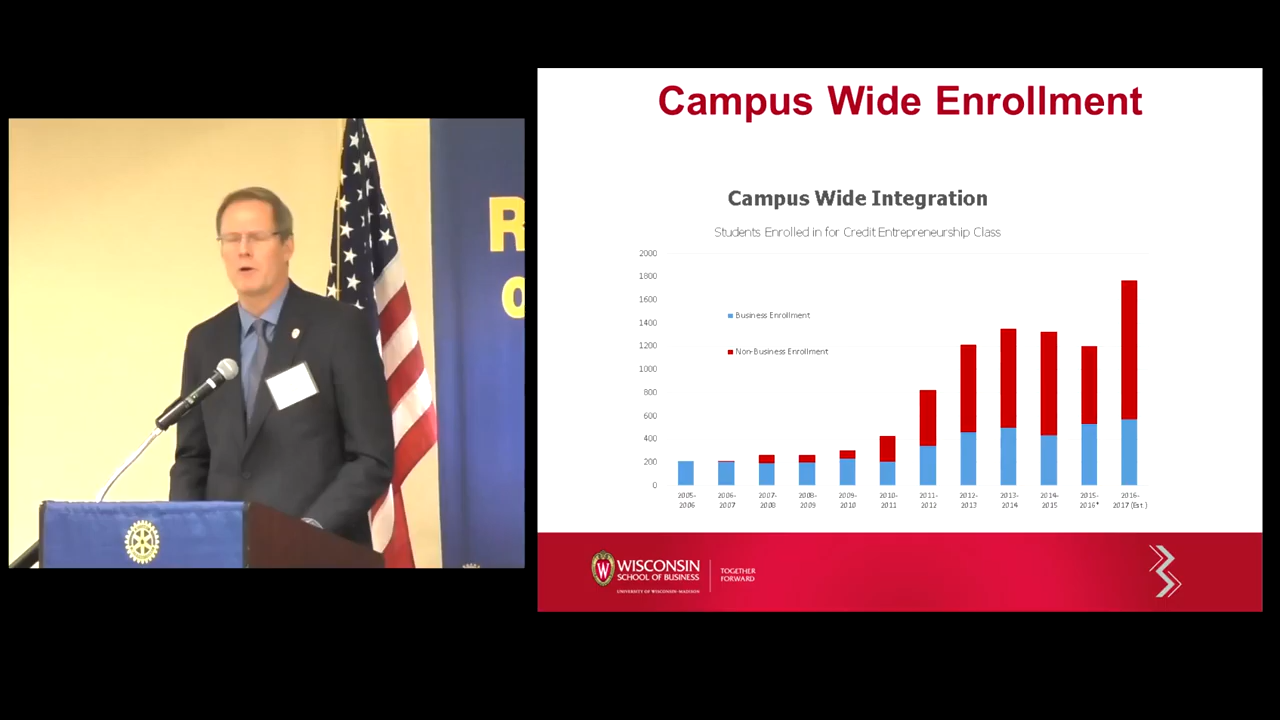 R
Campus Wide Enrollment
Campus Wide Integration
Students Enrolled in for Credit Entrepreneurship Class
2000
1800
1600
1400
1200
1000
800
600
400
200
0
Business Enrollment
Non-Business Enrollment
2005-
2006
2006-
2007
2007-
2008
2008-
2009
2009-
2010
2010-
2011
2011-
2012
2012-
2013
2013-
2014
2014-
2015
2015-
2016*
2016-
2017 (Est.)
W
WISCONSIN
SCHOOL OF BUSINESS
UNIVERSITY OF WISCONSIN-MADISON
TOGETHER
FORWARD